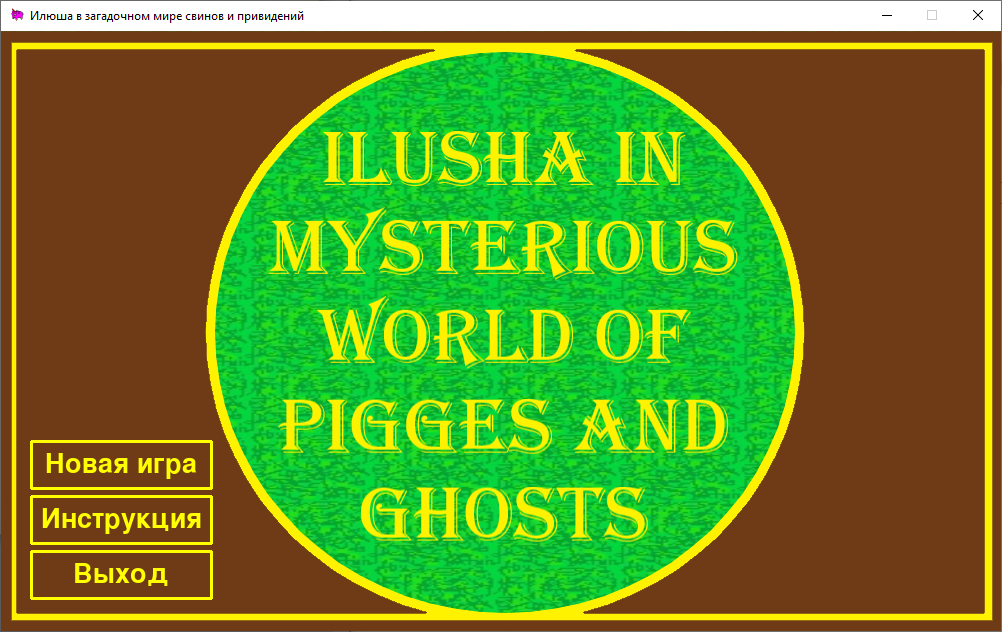 Илюша в загадочном мире свинов и привидений
ILUSHA IN
MYSTERIOUS
WORLD OF
PIGGES AND
GHOSTS
Новая игра
Инструкция
Выход